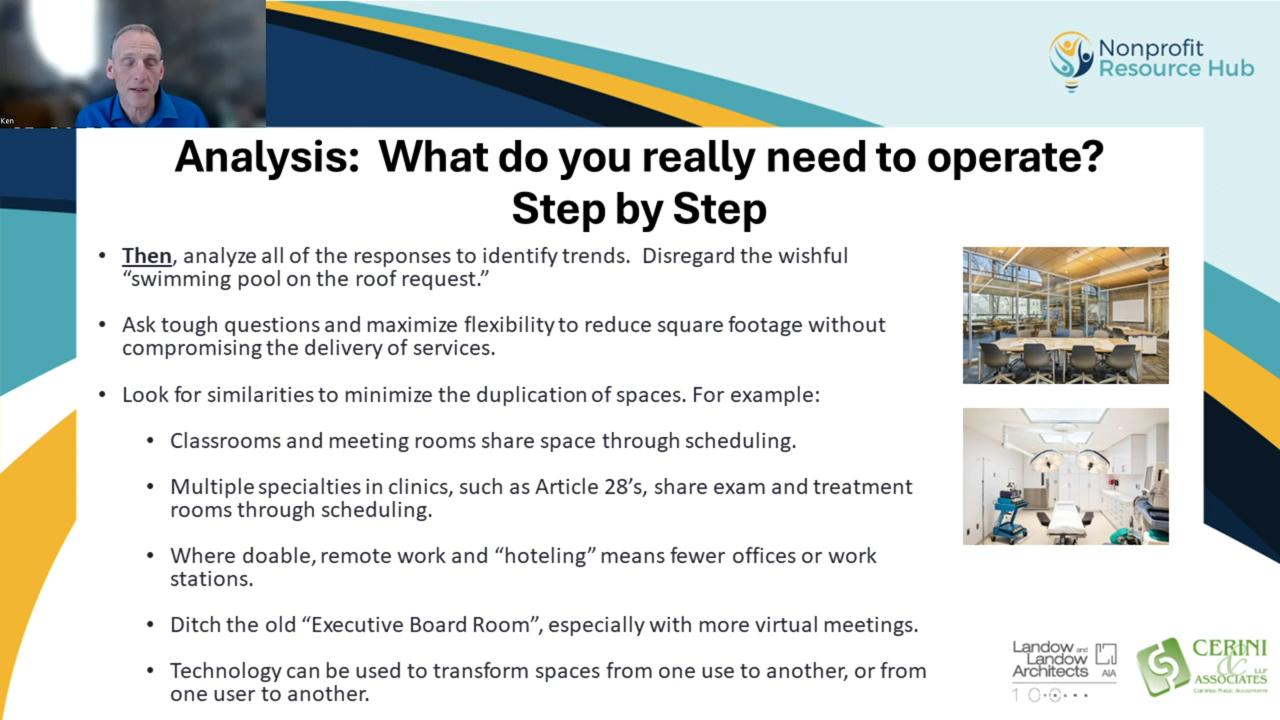 Ken
Nonprofit
Resource Hub
Analysis: What do you really need to operate?
Step by Step
• Then, analyze all of the responses to identify trends. Disregard the wishful
“swimming pool on the roof request.”
• Ask tough questions and maximize flexibility to reduce square footage without
compromising the delivery of services.
• Look for similarities to minimize the duplication of spaces. For example:
• Classrooms and meeting rooms share space through scheduling.
• Multiple specialties in clinics, such as Article 28’s, share exam and treatment
rooms through scheduling.
• Where doable, remote work and “hoteling” means fewer offices or work
stations.
• Ditch the old “Executive Board Room”, especially with more virtual meetings.
• Technology can be used to transform spaces from one use to another, or from
one user to another.
Landow and
Landow
Architects AIA
CERINI
&
ASSOCIATES LLP
Certified Public Accountants